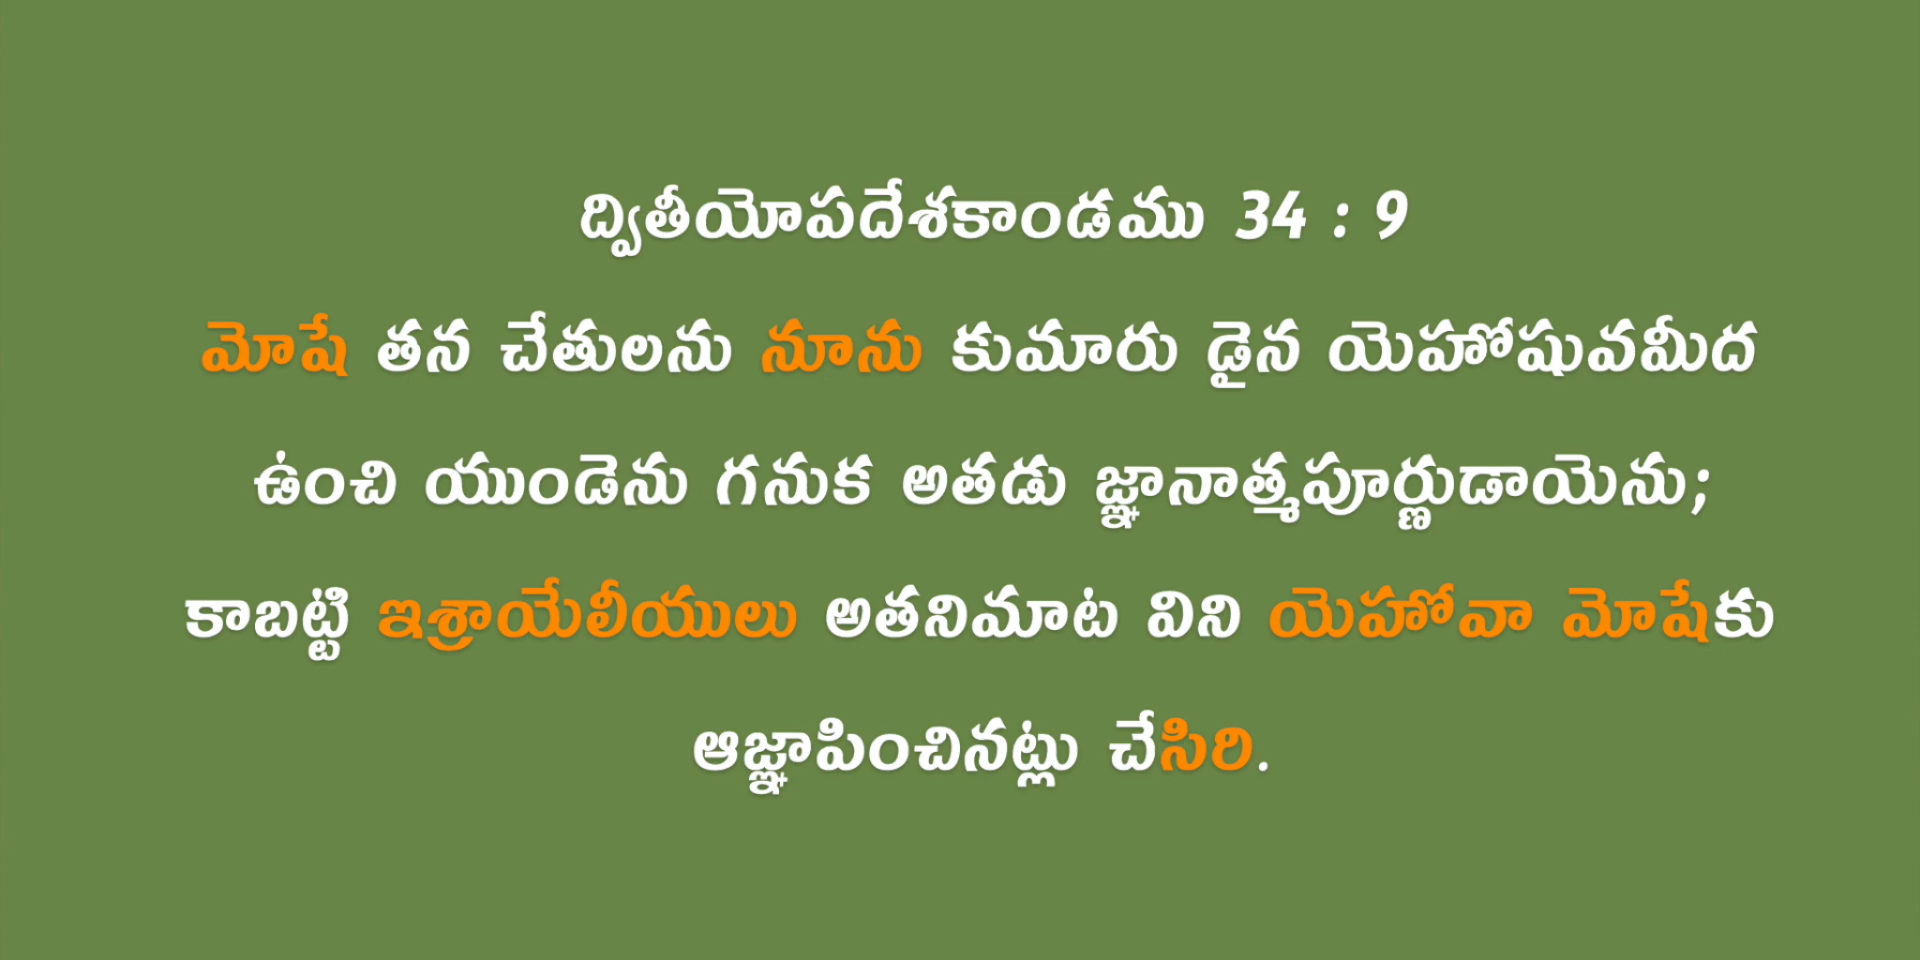 ద్వితీయోపదేశకాండము 34 : 9
మోషే తన చేతులను నూను కుమారు డైన యెహోషువమీద
ఉంచి యుండెను గనుక అతడు జ్ఞానాత్మపూర్ణుడాయెను;
కాబట్టి ఇశ్రాయేలీయులు అతనిమాట విని యెహోవా మోషేకు
ఆజ్ఞాపించినట్లు చేసిరి.